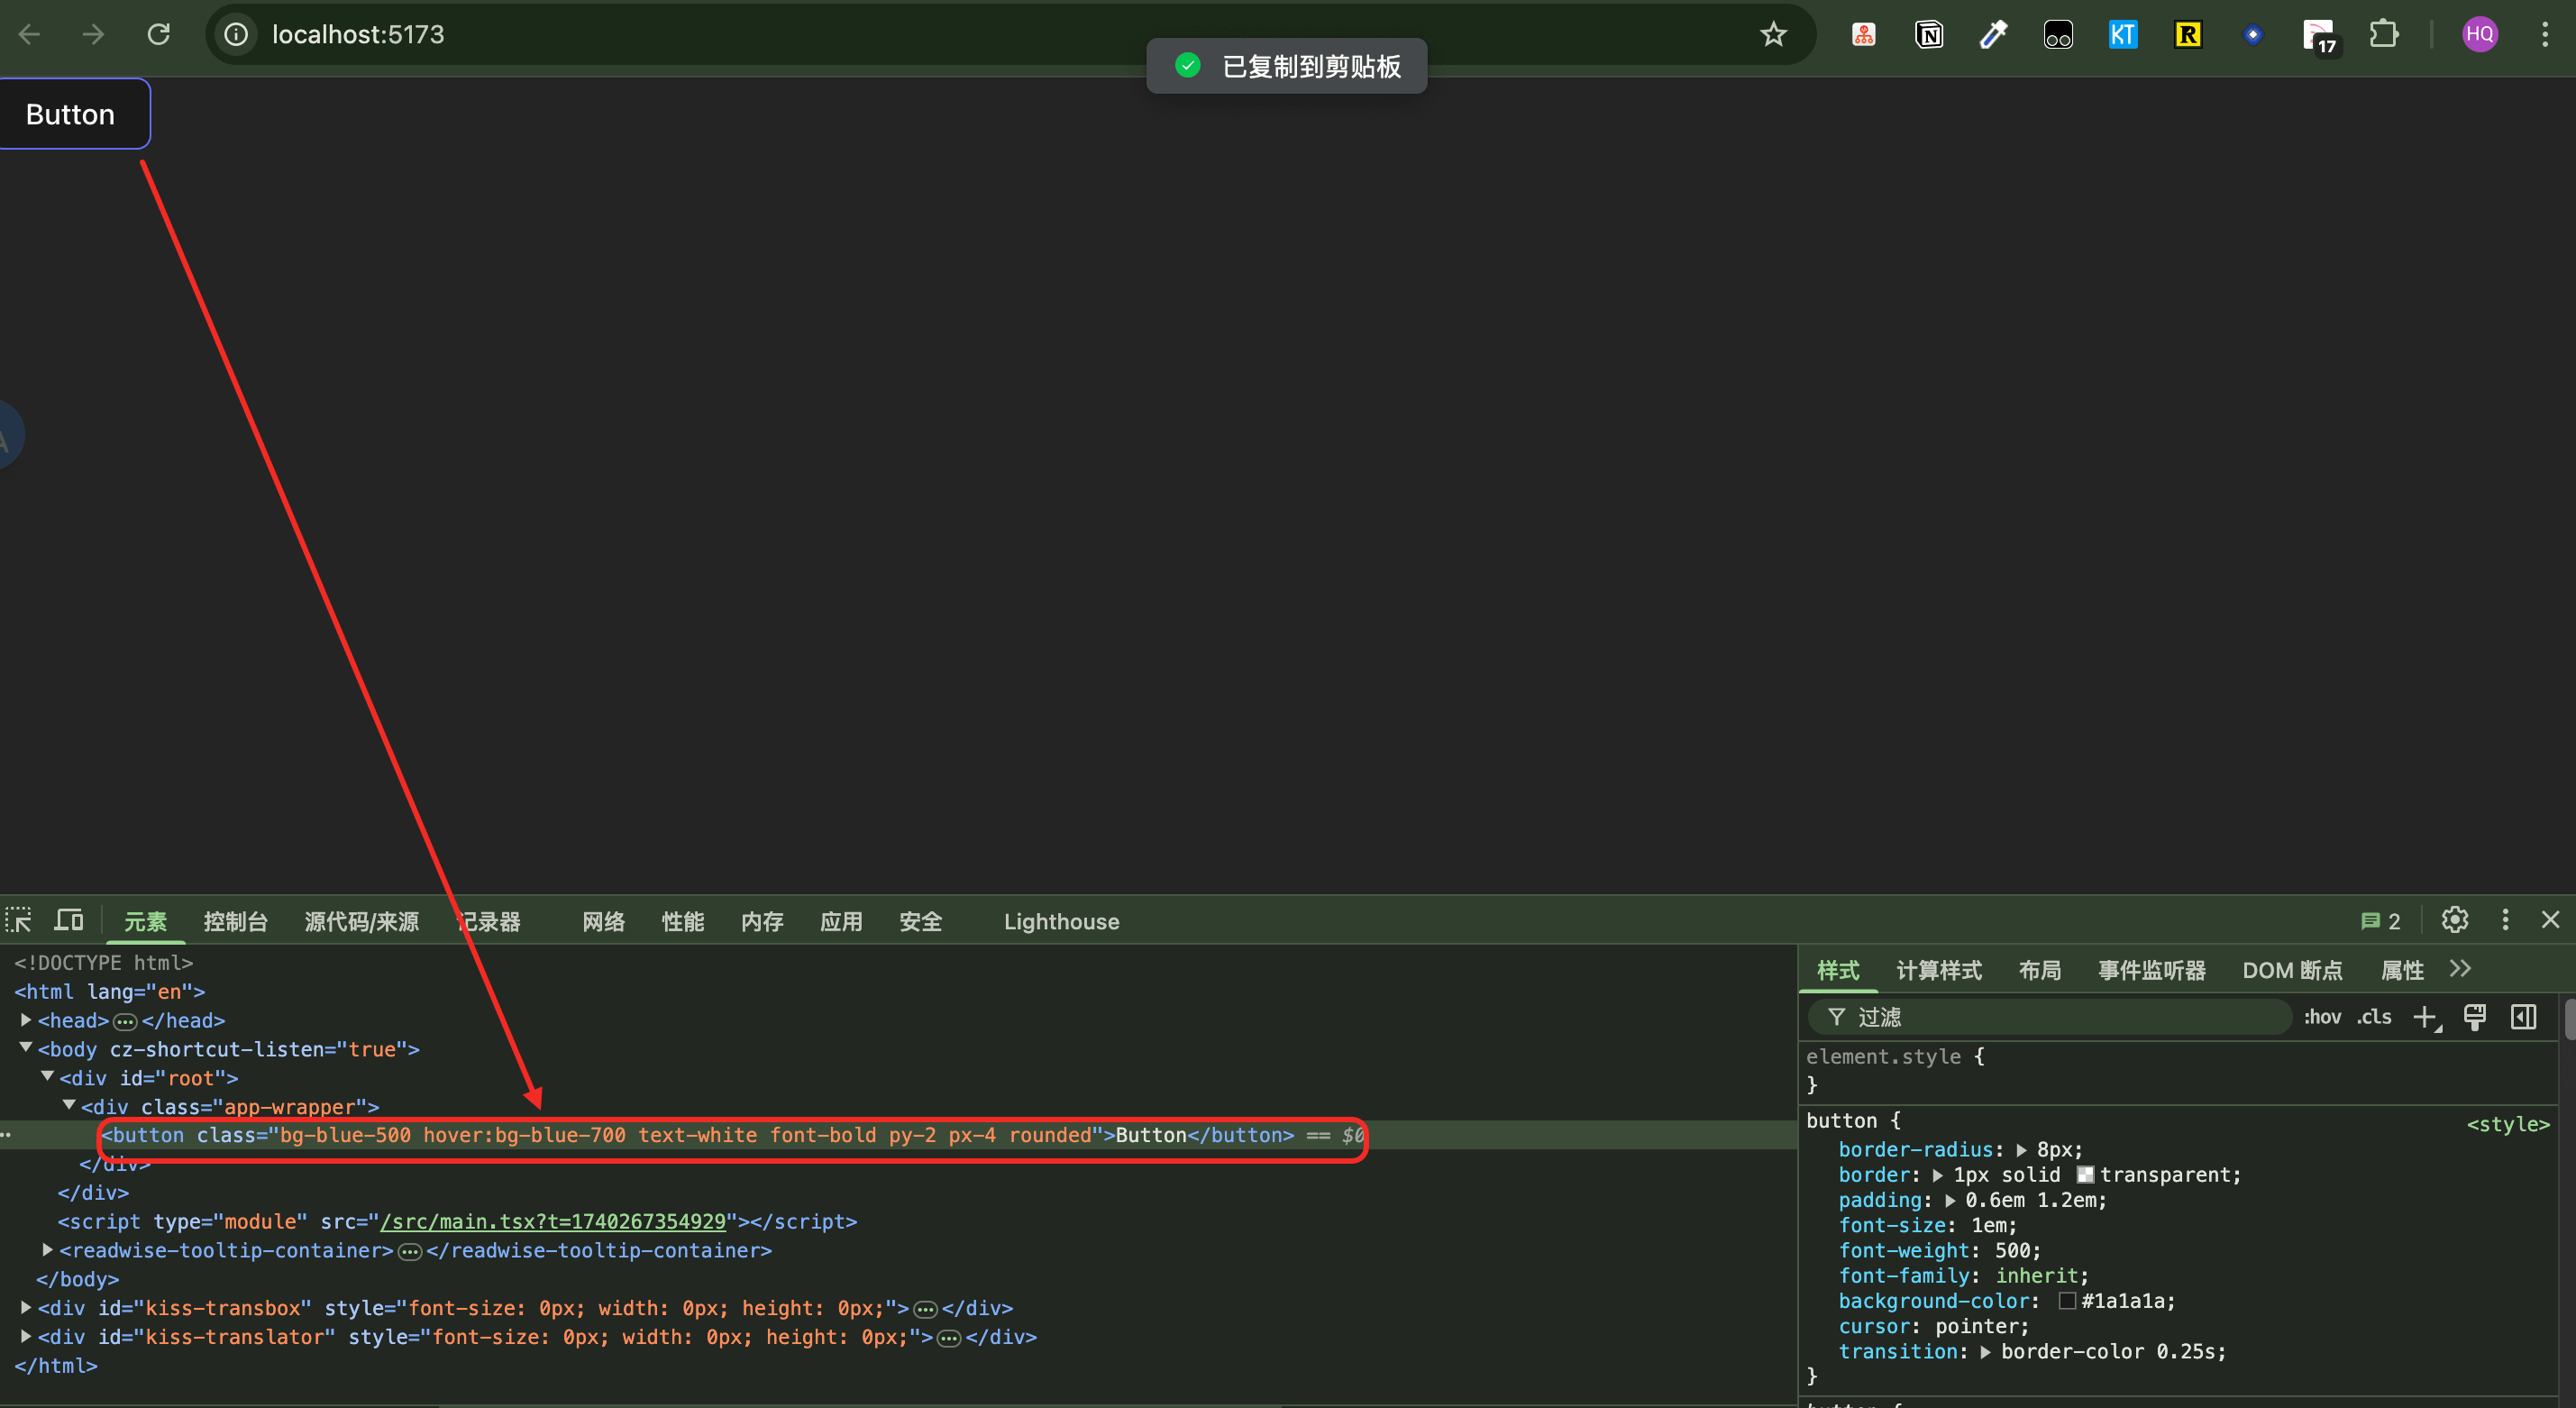 localhost:5173
KT
R
17
HQ
已复制到剪贴板
Button
元素 控制台 源代码/来源 记录器 网络 性能 内存 应用 安全 Lighthouse 2
<!DOCTYPE html>
<html lang="en">
<head> ••• </head>
<body cz-shortcut-listen="true">
<div id="root">
<div class="app-wrapper">
<button class="bg-blue-500 hover:bg-blue-700 text-white font-bold py-2 px-4 rounded">Button</button> == $0
</div>
</div>
<script type="module" src="/src/main.tsx?t=1740267354929"></script>
<readwise-tooltip-container> ••• </readwise-tooltip-container>
</body>
<div id="kiss-transbox" style="font-size: 0px; width: 0px; height: 0px;"> ••• </div>
<div id="kiss-translator" style="font-size: 0px; width: 0px; height: 0px;"> ••• </div>
</html>
样式 计算样式 布局 事件监听器 DOM 断点 属性
过滤 :hov .cls
element.style {
}
button { <style>
border-radius: 8px;
border: 1px solid transparent;
padding: 0.6em 1.2em;
font-size: 1em;
font-weight: 500;
font-family: inherit;
background-color: #1a1a1a;
cursor: pointer;
transition: border-color 0.25s;
}